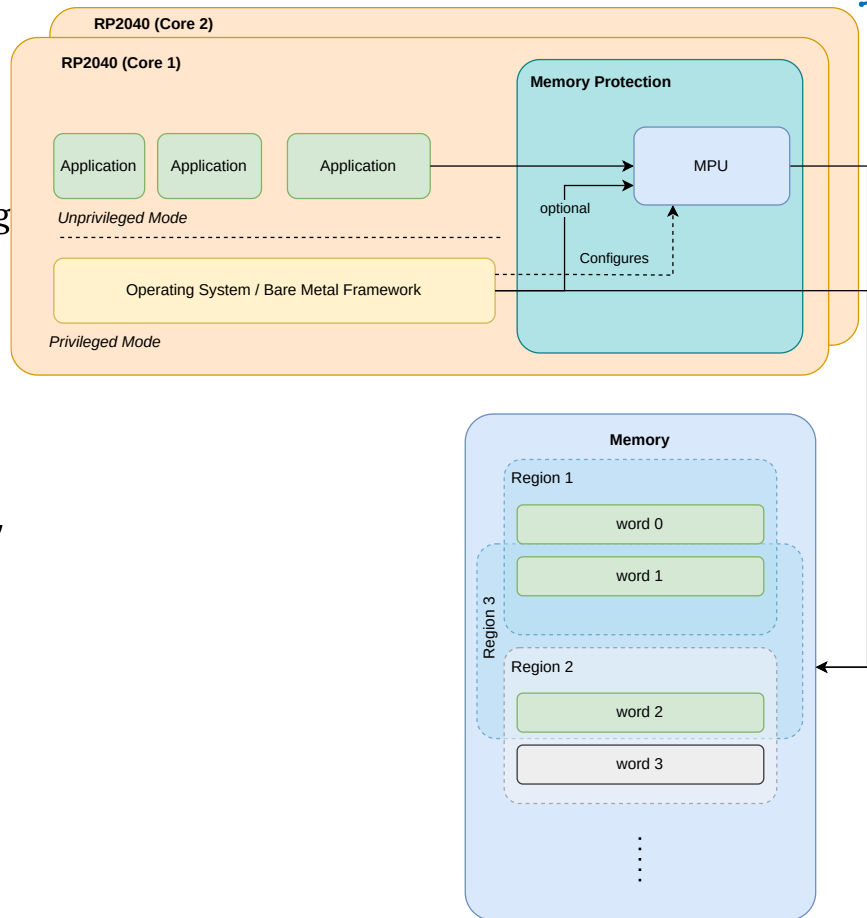 RP2040 (Core 2)
RP2040 (Core 1)
Memory Protection
Application
Application
Application
MPU
g
Unprivileged Mode
optional
Configures
Operating System / Bare Metal Framework
Privileged Mode
Memory
Region 1
word 0
word 1
Region 3
Region 2
word 2
word 3